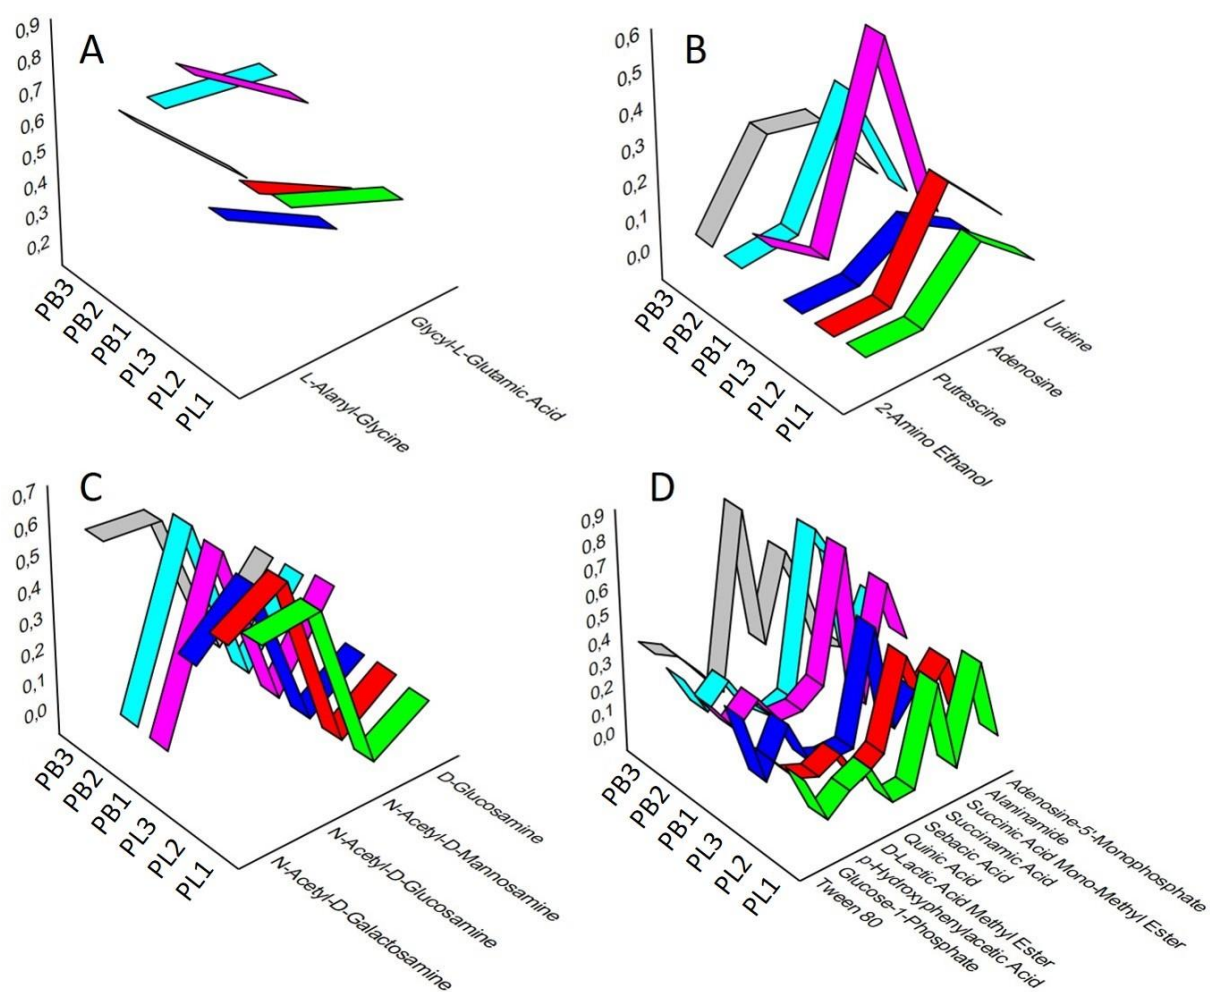 A
0,9
0,8
0,7
0,6
0,5
0,4
0,3
0,2
PB3
PB2
PB1
PL3
PL2
PL1
Glycyl-L-Glutamic Acid
L-Alanyl-Glycine
B
0,6
0,5
0,4
0,3
0,2
0,1
0,0
PB3
PB2
PB1
PL3
PL2
PL1
Uridine
Adenosine
Putrescine
2-Amino Ethanol
C
0,7
0,6
0,5
0,4
0,3
0,2
0,1
0,0
PB3
PB2
PB1
PL3
PL2
PL1
D-Glucosamine
N-Acetyl-D-Mannosamine
N-Acetyl-D-Glucosamine
N-Acetyl-D-Galactosamine
D
0,9
0,8
0,7
0,6
0,5
0,4
0,3
0,2
0,1
0,0
PB3
PB2
PB1
PL3
PL2
PL1
Adenosine-5'-Monophosphate
Alaninamide
Succinic Acid Mono-Methyl Ester
Succinamic Acid
Sebacic Acid
Quinic Acid
D-Lactic Acid Methyl Ester
p-Hydroxyphenylacetic Acid
Glucose-1-Phosphate
Tween 80